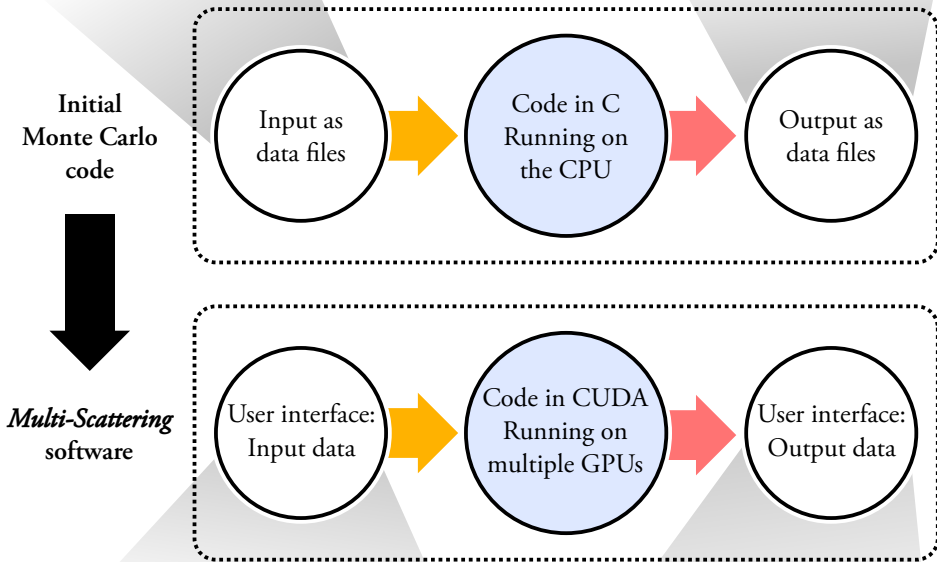 Initial
Monte Carlo
code
Input as
data files
Code in C
Running on
the CPU
Output as
data files
Multi-Scattering
software
User interface:
Input data
Code in CUDA
Running on
multiple GPUs
User interface:
Output data